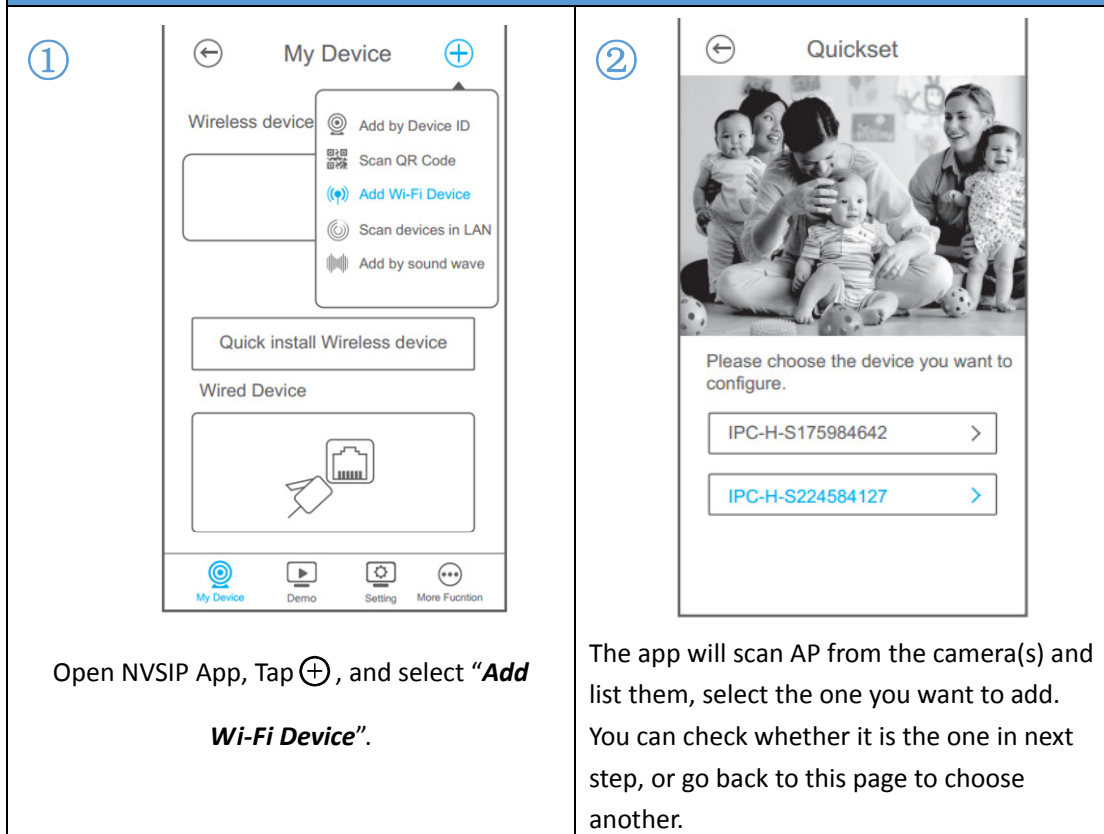 ①
My Device
Wireless device
Add by Device ID
Scan QR Code
Add Wi-Fi Device
Scan devices in LAN
Add by sound wave
Quick install Wireless device
Wired Device
My Device
Demo
Setting
More Fucntion
Open NVSIP App, Tap ⊕, and select “Add
Wi-Fi Device”.
②
Quickset
Please choose the device you want to
configure.
IPC-H-S175984642
IPC-H-S224584127
The app will scan AP from the camera(s) and
list them, select the one you want to add.
You can check whether it is the one in next
step, or go back to this page to choose
another.